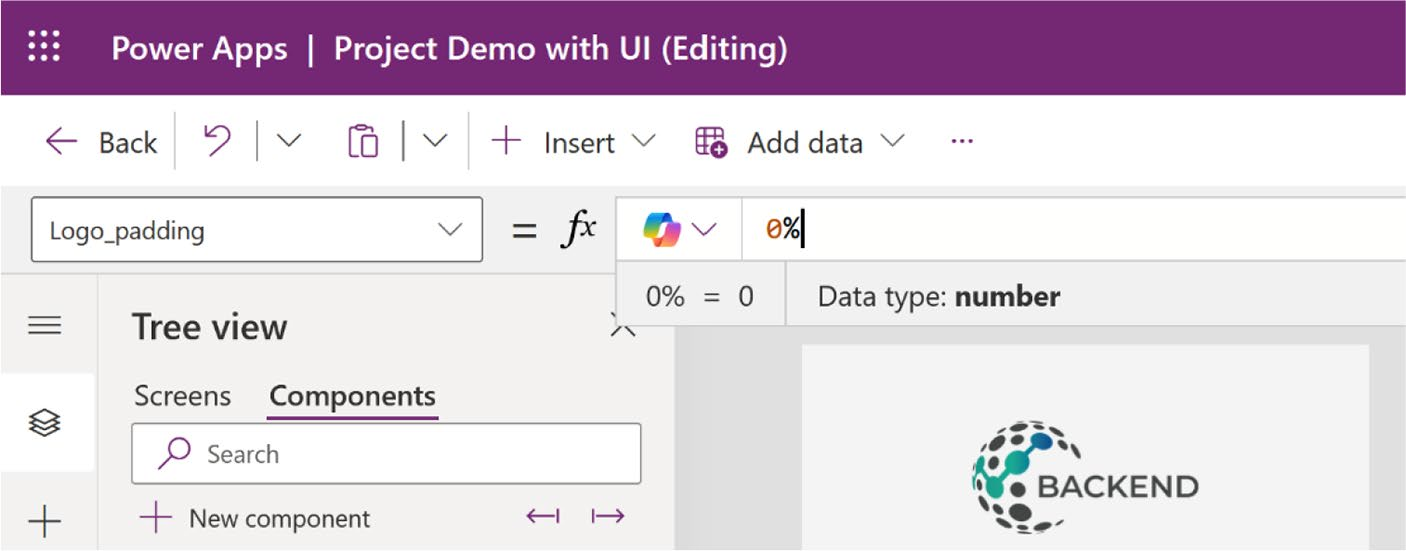 Power Apps | Project Demo with UI (Editing)
Back Insert Add data ...
Logo_padding = fx 0%
0% = 0 Data type: number
Tree view
Screens Components
Search
BACKEND
New component